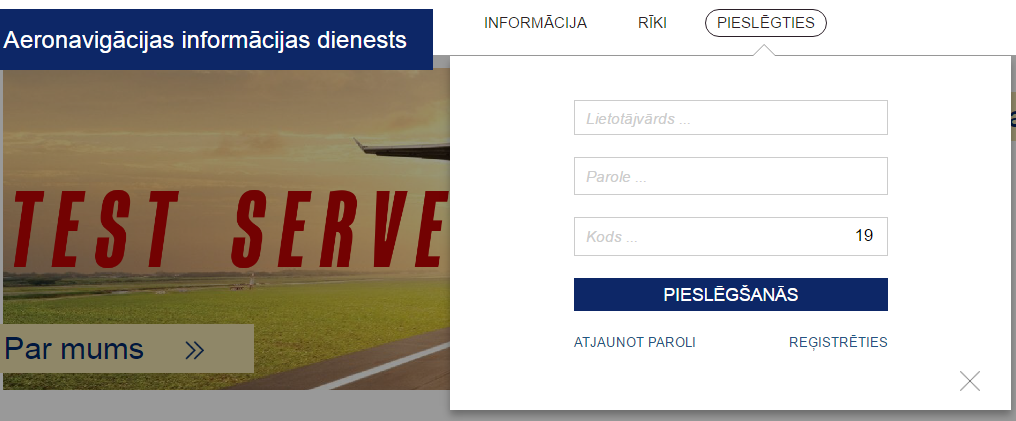 INFORMĀCIJA RĪKI PIESLĒGTIES
Aeronavigācijas informācijas dienests
Lietotājvārds ...
Parole ...
Kods ... 19
TEST SERVE
PIESLĒGŠANĀS
ATJAUNOT PAROLI REĢISTRĒTIES
Par mums